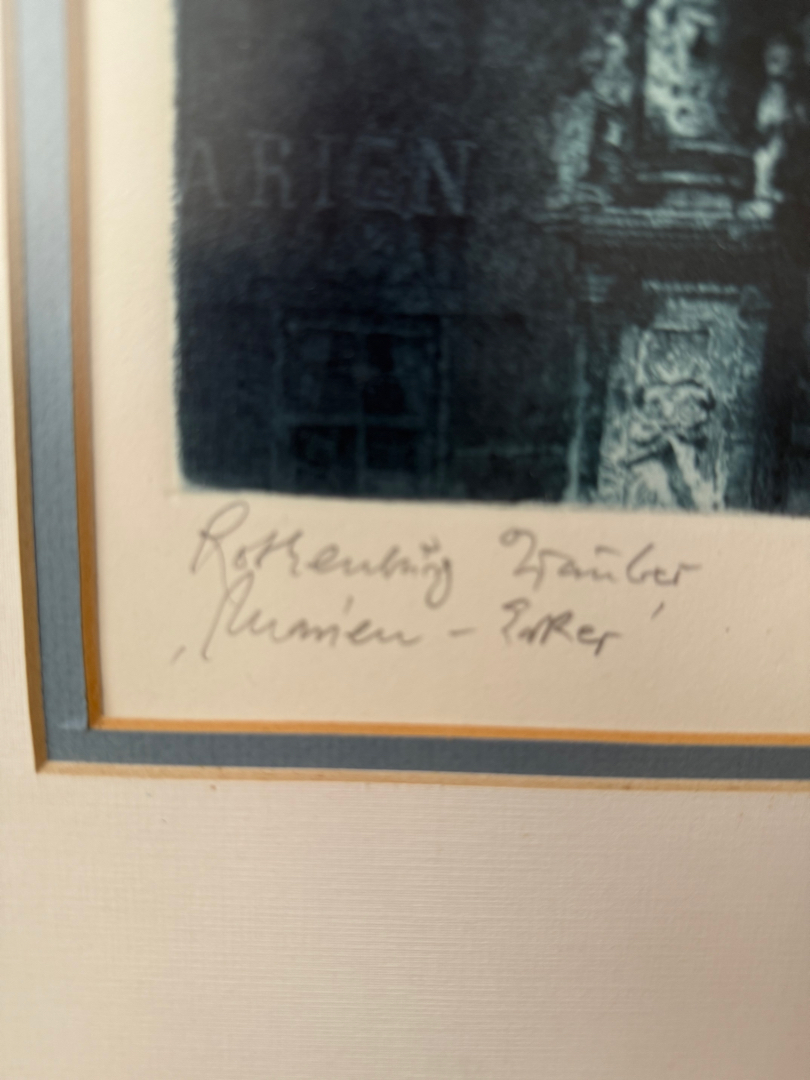 ARIEN
Rothenburg Tauber
„Marien - Erker"